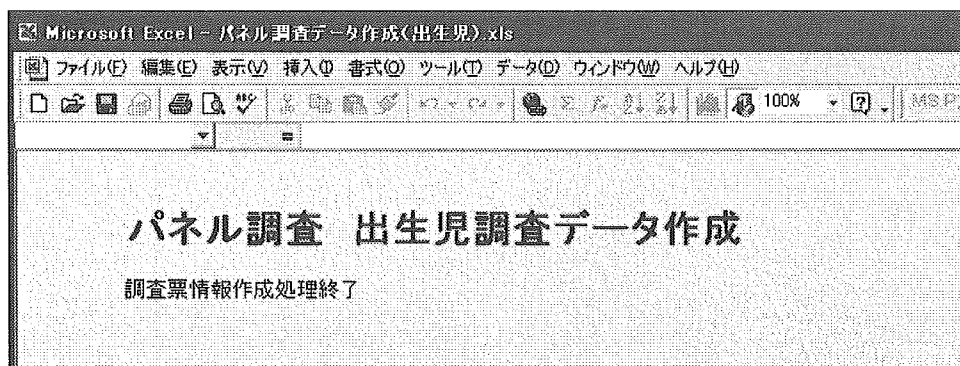 Microsoft Excel - パネル調査データ作成(出生児).xls
ファイル(F) 編集(E) 表示(V) 挿入(I) 書式(O) ツール(T) データ(D) ウィンドウ(W) ヘルプ(H)
100%
=
パネル調査 出生児調査データ作成
調査票情報作成処理終了